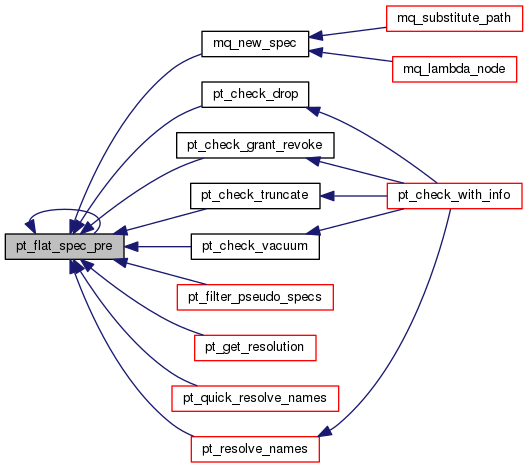 mq_substitute_path
mq_new_spec
mq_lambda_node
pt_check_drop
pt_check_grant_revoke
pt_check_truncate
pt_check_with_info
pt_flat_spec_pre
pt_check_vacuum
pt_filter_pseudo_specs
pt_get_resolution
pt_quick_resolve_names
pt_resolve_names